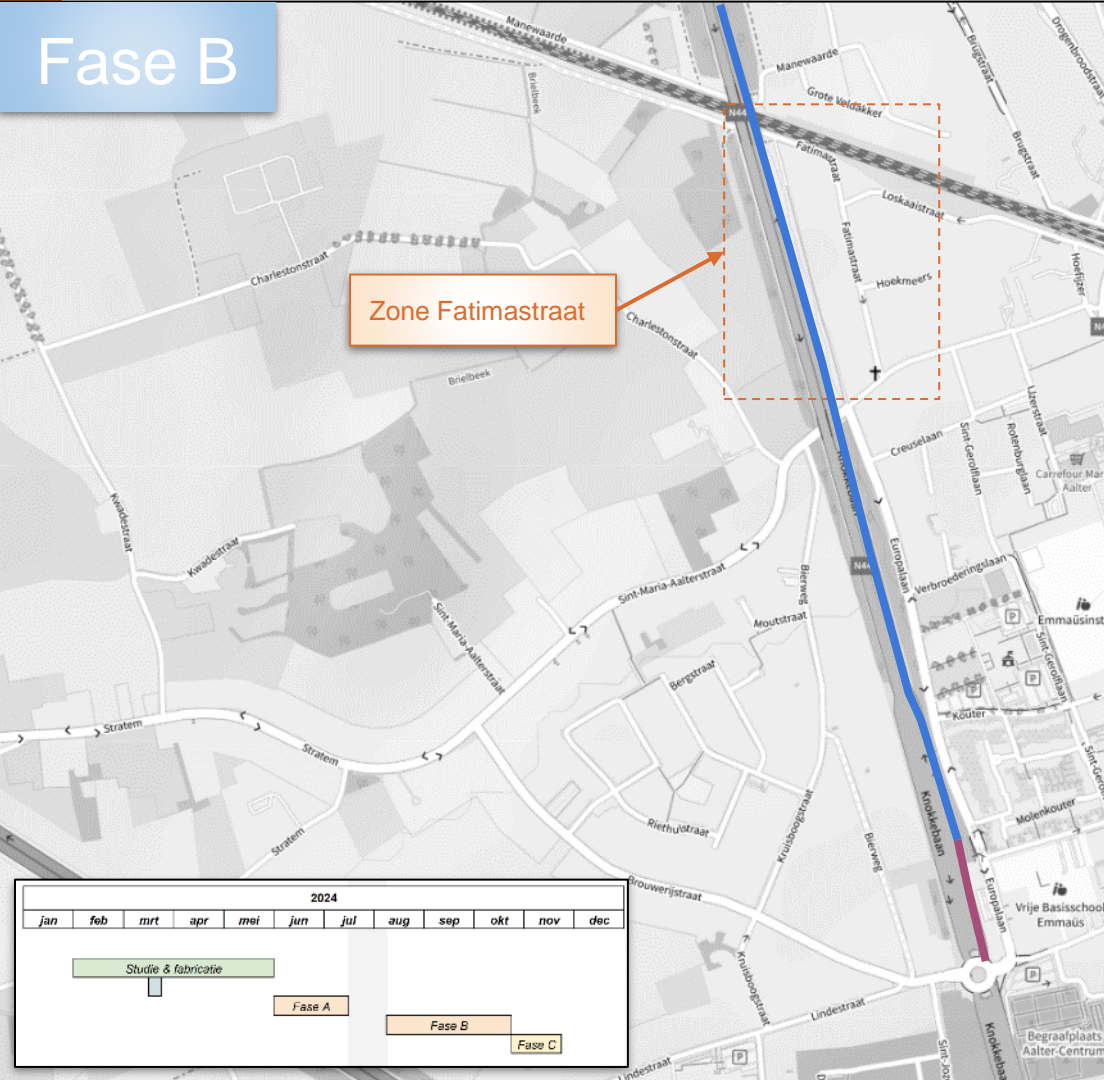 Fase B
Manewaarde
Brugstraat
Drogenbroodstraat
Manewaarde
Brielbeek
Grote Veldakker
N44
Brugstraat
Fatimastraat
Loskaaistraat
Fatimastraat
Charlestonstraat
Hoefijzer
Hoekmeers
Zone Fatimastraat
Charlestonstraat
Brielbeek
IJzerstraat
Creuselaan
Sint-Gerolflaan
Rotenburglaan
Knokkebaan
Carrefour Mar
Aalter
Kwadestraat
Kwadestraat
Europalaan
N44
Verbroederingslaan
Sint-Maria-Aalterstraat
Bierweg
P
Emmaüsinst
Moutstraat
Sint-Maria-Aalterstraat
Sint-Gerolflaan
Bergstraat
P
P
Kouter
Stratem
Stratem
Knokkebaan
Molenkouter
Riethulstraat
Kruisboogstraat
Bierweg
Stratem
Brouwerijstraat
Europalaan
Vrije Basisschool
Emmaüs
Kruisboogstraat
P
Lindestraat
Knokkebaan
Begraafplaats
Aalter-Centrum
P
Lindestraat
2024
jan feb mrt apr mei jun jul aug sep okt nov dec
Studie & fabricatie
Fase A
Fase B
Fase C